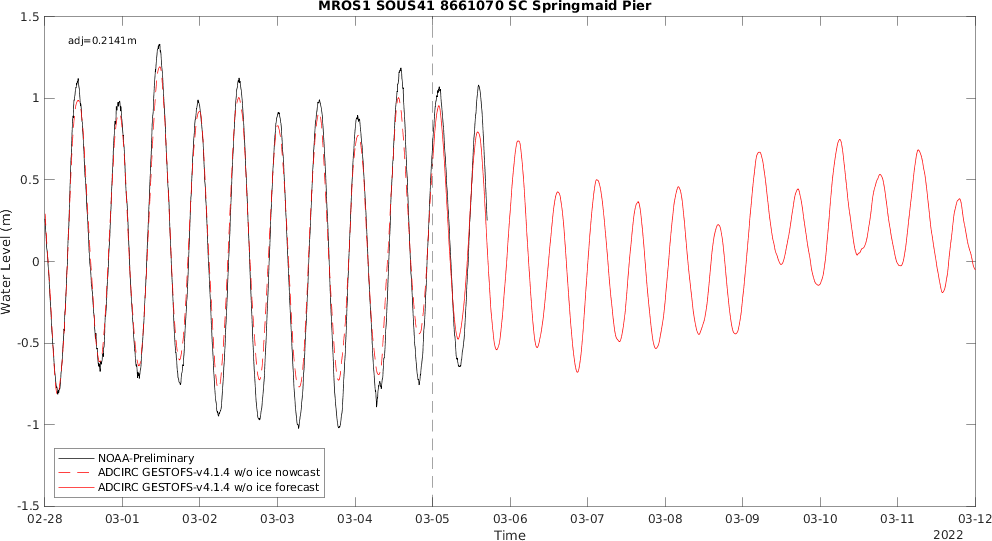 MROS1 SOUS41 8661070 SC Springmaid Pier
adj=0.2141m
1.5
1
0.5
0
-0.5
-1
-1.5
Water Level (m)
NOAA-Preliminary
ADCIRC GESTOFS-v4.1.4 w/o ice nowcast
ADCIRC GESTOFS-v4.1.4 w/o ice forecast
02-28 03-01 03-02 03-03 03-04 03-05 03-06 03-07 03-08 03-09 03-10 03-11 03-12
Time
2022